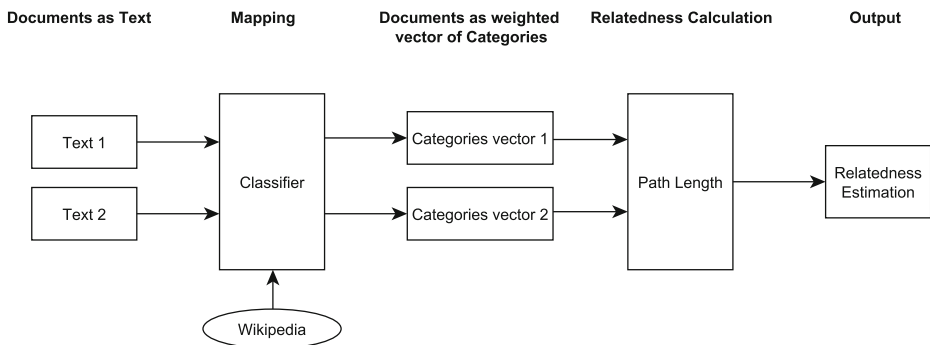 Documents as Text
Mapping
Documents as weighted
vector of Categories
Relatedness Calculation
Output
Text 1
Text 2
Classifier
Wikipedia
Categories vector 1
Categories vector 2
Path Length
Relatedness
Estimation